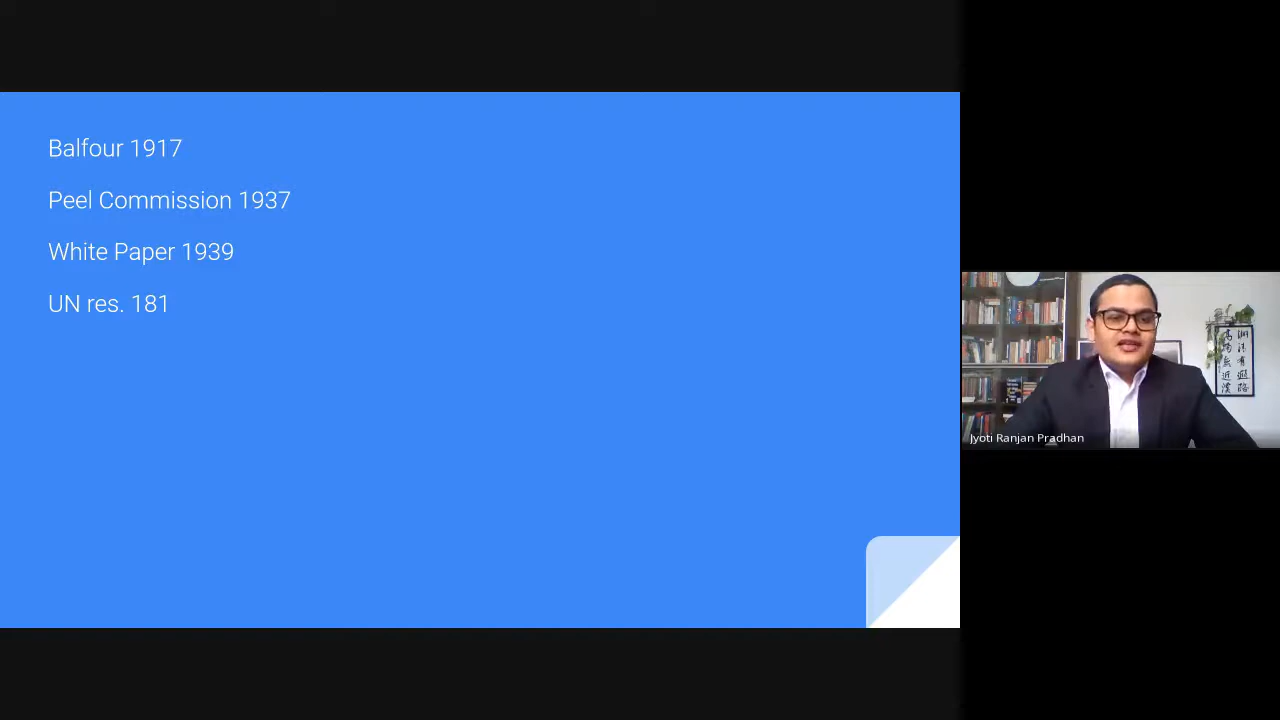 Balfour 1917
Peel Commission 1937
White Paper 1939
UN res. 181
Jyoti Ranjan Pradhan